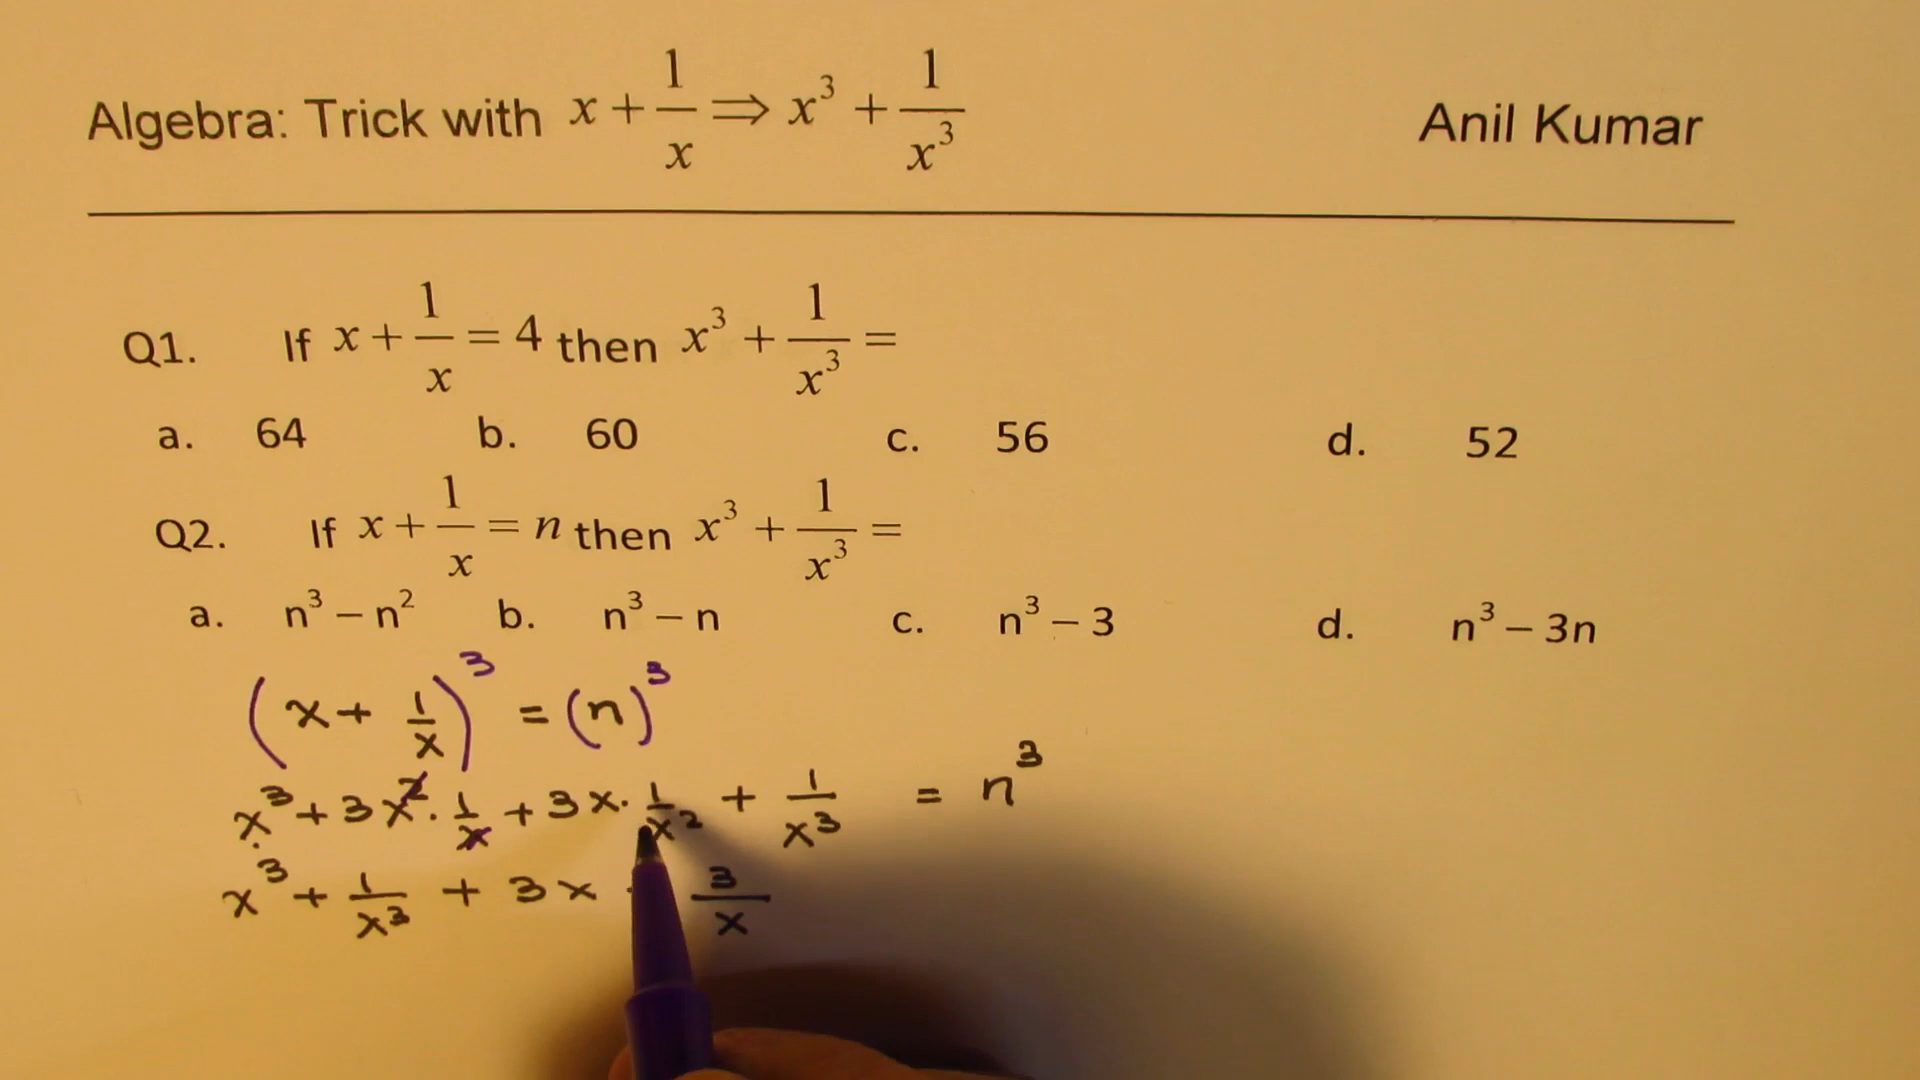 Algebra: Trick with x + 1/x ⇒ x³ + 1/x³ Anil Kumar
Q1. If x + 1/x = 4 then x³ + 1/x³ =
a. 64 b. 60 c. 56 d. 52
Q2. If x + 1/x = n then x³ + 1/x³ =
a. n³ – n² b. n³ – n c. n³ – 3 d. n³ – 3n
(x + 1/x)³ = (n)³
x³ + 3x² · 1/x + 3x · 1/x² + 1/x³ = n³
x³ + 1/x³ + 3x 3/x